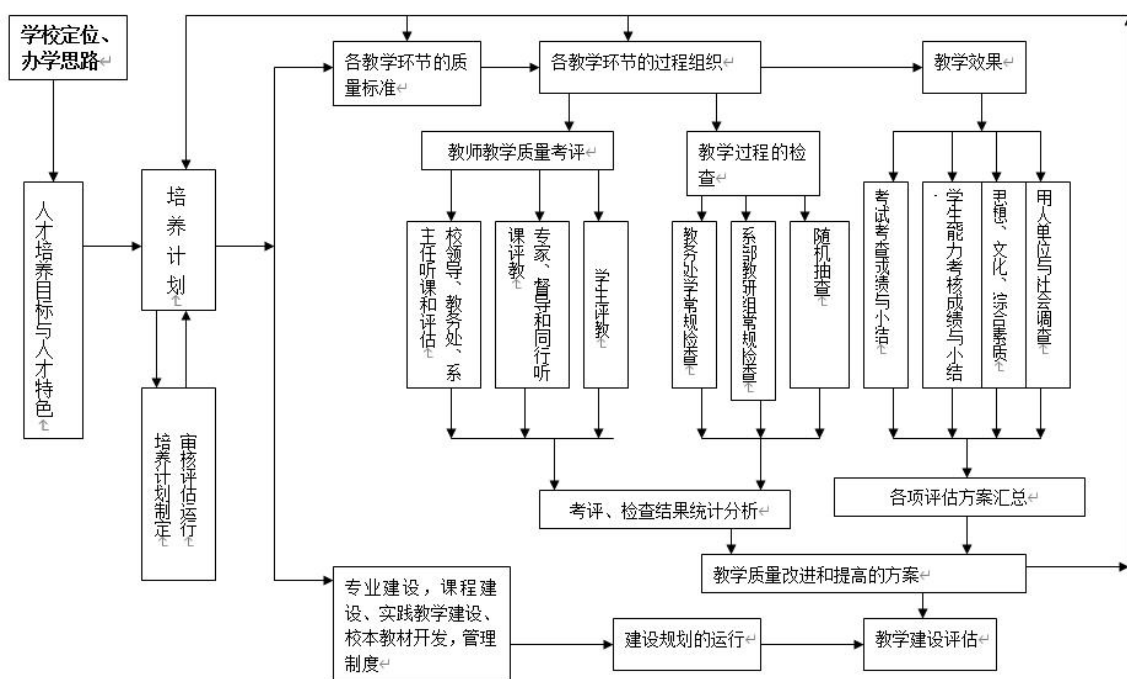 学校定位、
办学思路
各教学环节的质
量标准
各教学环节的过程组织
教学效果
教师教学质量考评
教学过程的检
查
培养计划
人才培养目标与人才特色
校领导、教务处、系
主任听课和评估
专家、督导和同行听
课评教
学生评教
教务处学常规检查
系部教研组常规检查
随机抽查
考试考查成绩与小结
学生能力考核成绩与小结
思想、文化、综合素质
用人单位与社会调查
审核评估运行
培养计划制定
考评、检查结果统计分析
各项评估方案汇总
教学质量改进和提高的方案
专业建设，课程建
设、实践教学建设、
校本教材开发，管理
制度
建设规划的运行
教学建设评估